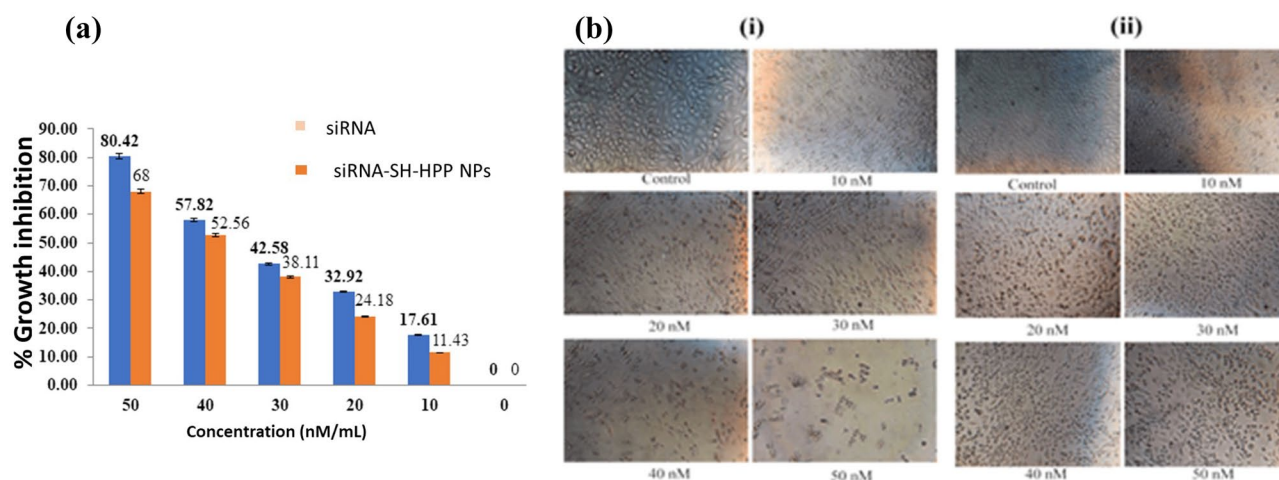 (a)
% Growth inhibition
90.00
80.00
70.00
60.00
50.00
40.00
30.00
20.00
10.00
0.00
80.42
68
57.82
52.56
42.58
38.11
32.92
24.18
17.61
11.43
0 0
50 40 30 20 10 0
Concentration (nM/mL)
siRNA
siRNA-SH-HPP NPs
(b)
(i)
Control 10 nM
20 nM 30 nM
40 nM 50 nM
(ii)
Control 10 nM
20 nM 30 nM
40 nM 50 nM